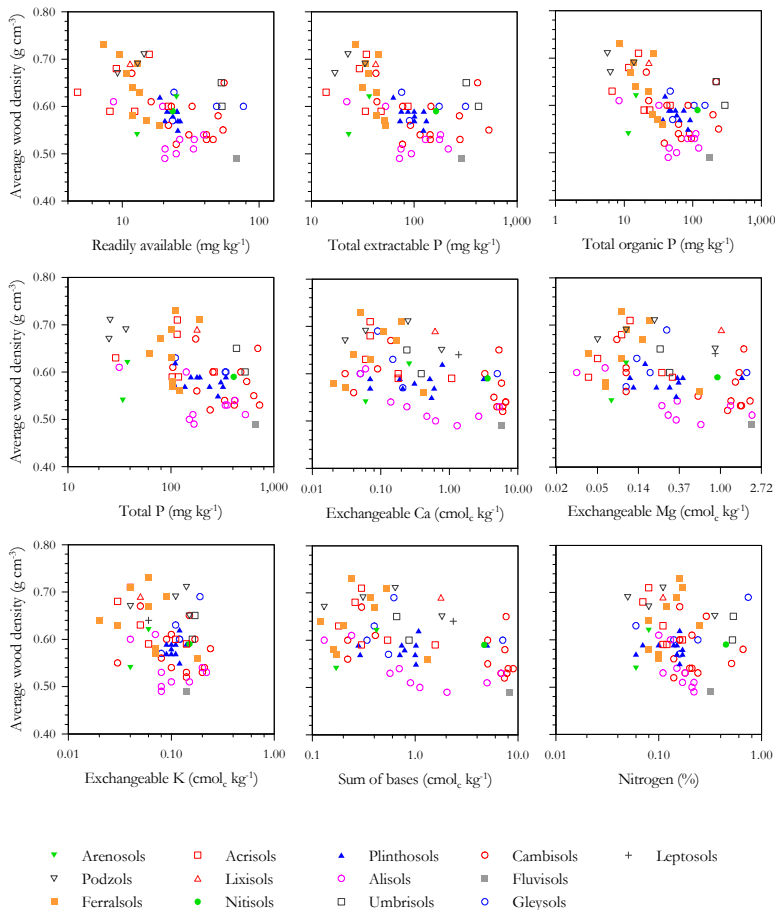 Average wood density (g cm-3)
0.80
0.70
0.60
0.50
0.40
10
100
Readily available (mg kg-1)
10
100
1,000
Total extractable P (mg kg-1)
1
10
100
1,000
Total organic P (mg kg-1)
Average wood density (g cm-3)
0.80
0.70
0.60
0.50
0.40
10
100
1,000
Total P (mg kg-1)
0.01
0.10
1.00
10.00
Exchangeable Ca (cmolc kg-1)
0.02
0.05
0.14
0.37
1.00
2.72
Exchangeable Mg (cmolc kg-1)
Average wood density (g cm-3)
0.80
0.70
0.60
0.50
0.40
0.01
0.10
1.00
Exchangeable K (cmolc kg-1)
0.1
1.0
10.0
Sum of bases (cmolc kg-1)
0.01
0.10
1.00
Nitrogen (%)
Arenosols
Acrisols
Plinthosols
Cambisols
Leptosols
Podzols
Lixisols
Alisols
Fluvisols
Ferralsols
Nitisols
Umbrisols
Gleysols